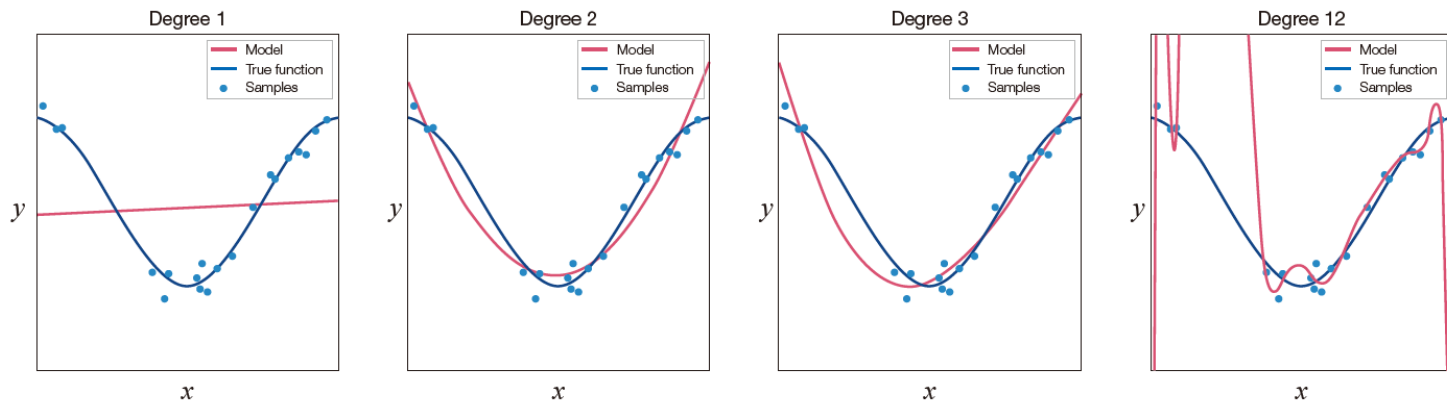 Degree 1
Model
True function
Samples
y
x
Degree 2
Model
True function
Samples
y
x
Degree 3
Model
True function
Samples
y
x
Degree 12
Model
True function
Samples
y
x